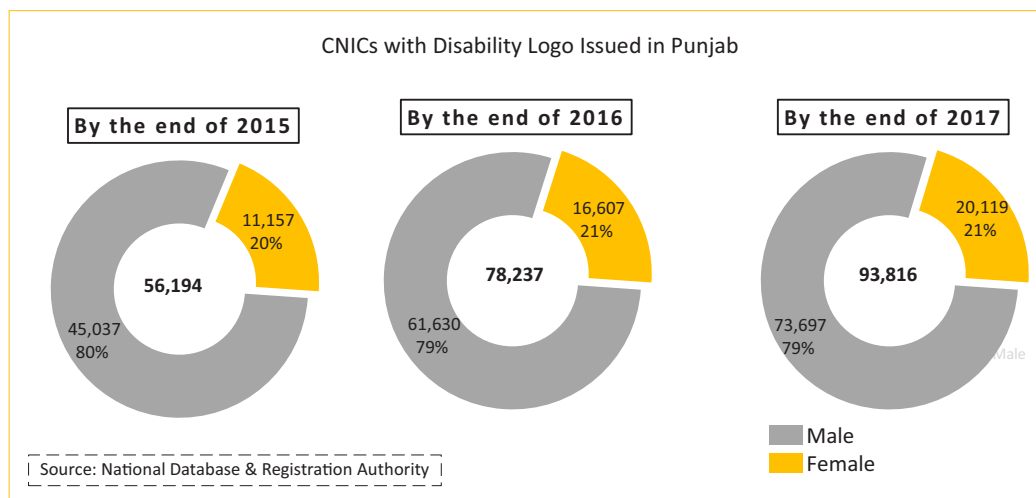 CNICs with Disability Logo Issued in Punjab
By the end of 2015
11,157
20%
56,194
45,037
80%
By the end of 2016
16,607
21%
78,237
61,630
79%
By the end of 2017
20,119
21%
93,816
73,697
79%
Male
Male
Female
Source: National Database & Registration Authority